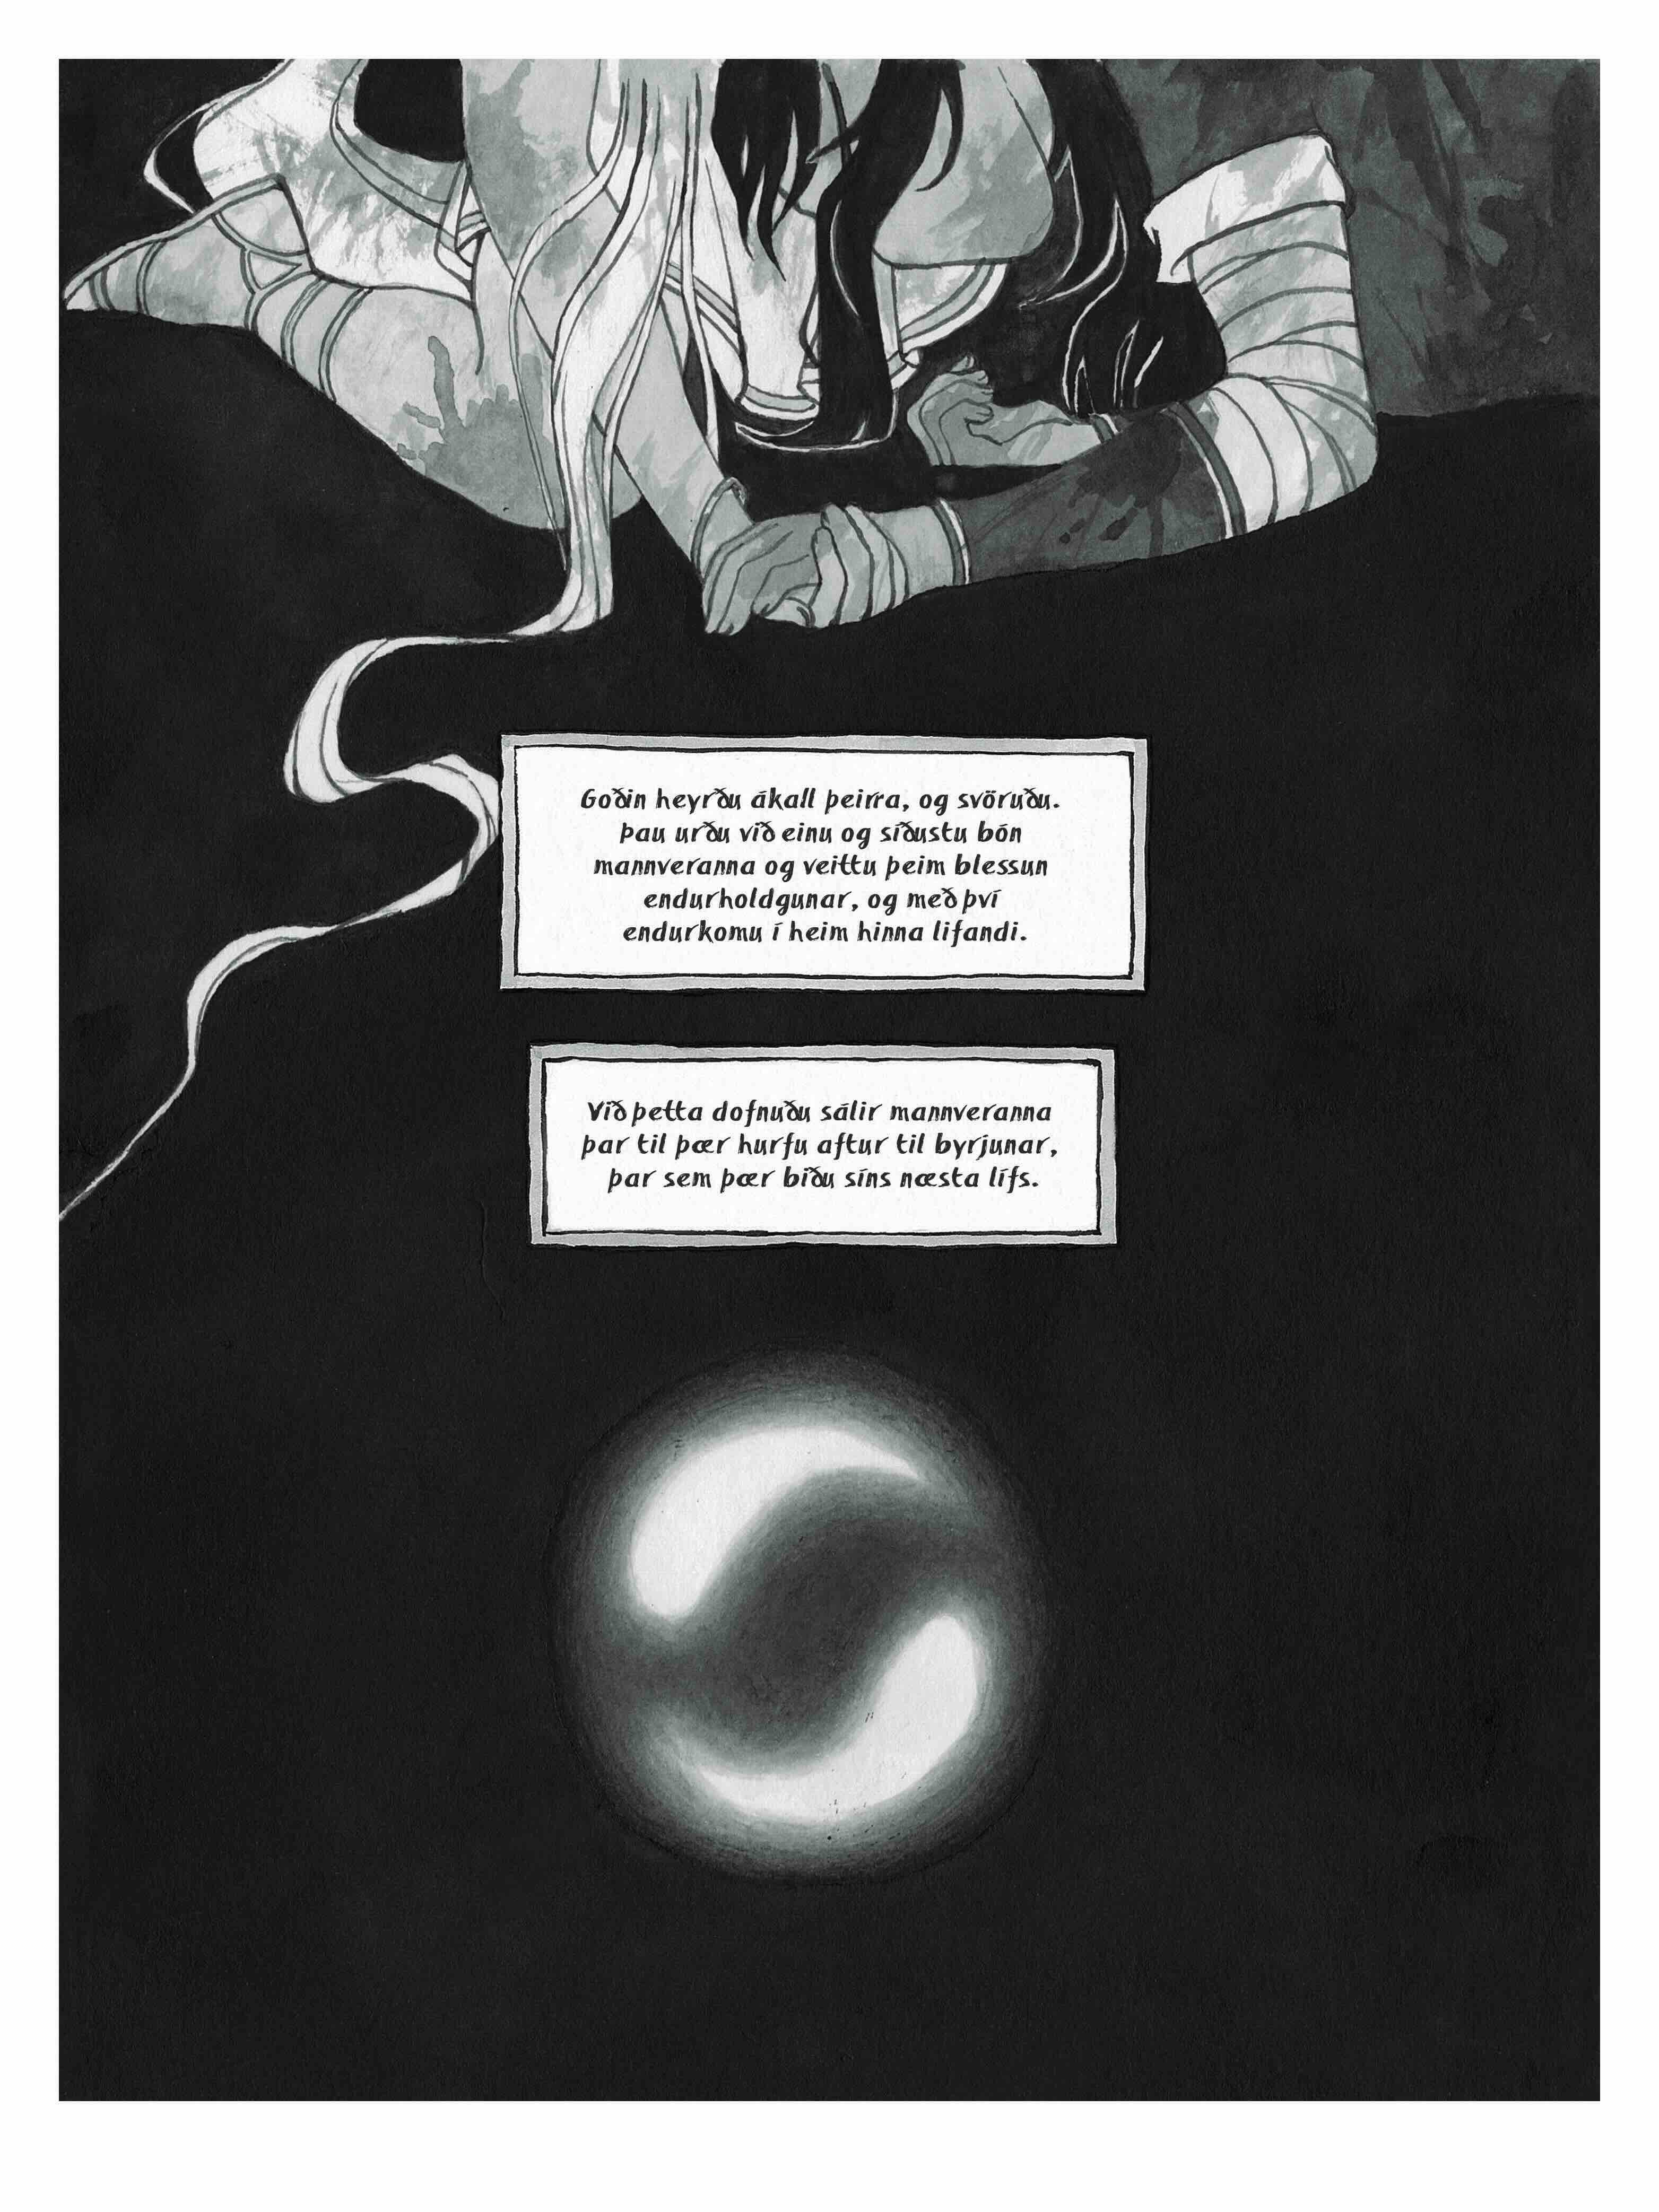 Goðin heyrðu ákall þeirra, og svöruðu.
Þau urðu við einu og síðustu bón
mannveranna og veittu þeim blessun
endurholdgunar, og með því
endurkomu í heim hinna lifandi.
Við þetta dofnuðu sálir mannveranna
þar til þær hurfu aftur til byrjunar,
þar sem þær biðu síns næsta lífs.